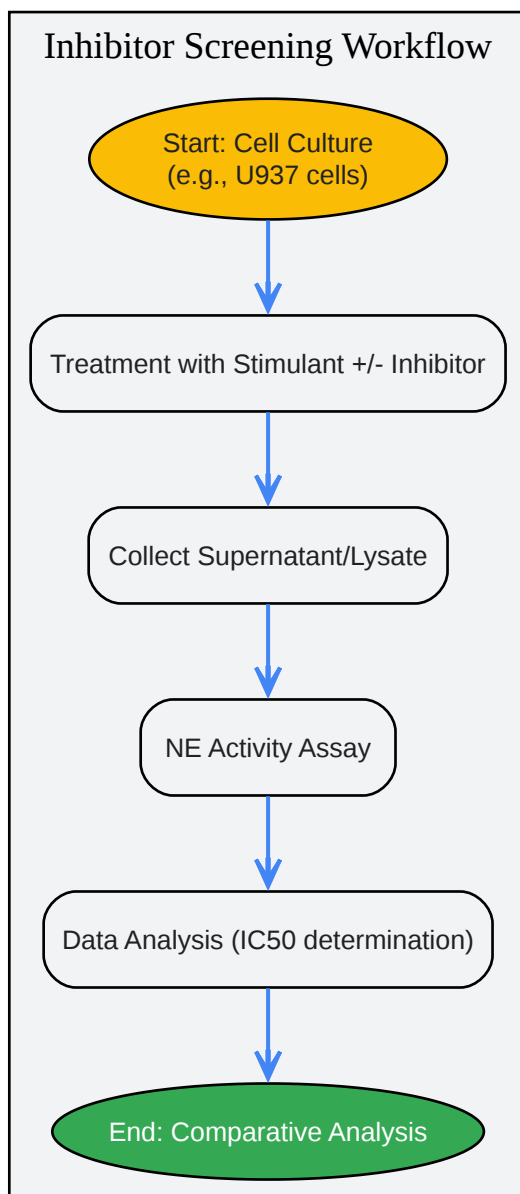 Inhibitor Screening Workflow
Start: Cell Culture
(e.g., U937 cells)
Treatment with Stimulant +/- Inhibitor
Collect Supernatant/Lysate
NE Activity Assay
Data Analysis (IC50 determination)
End: Comparative Analysis